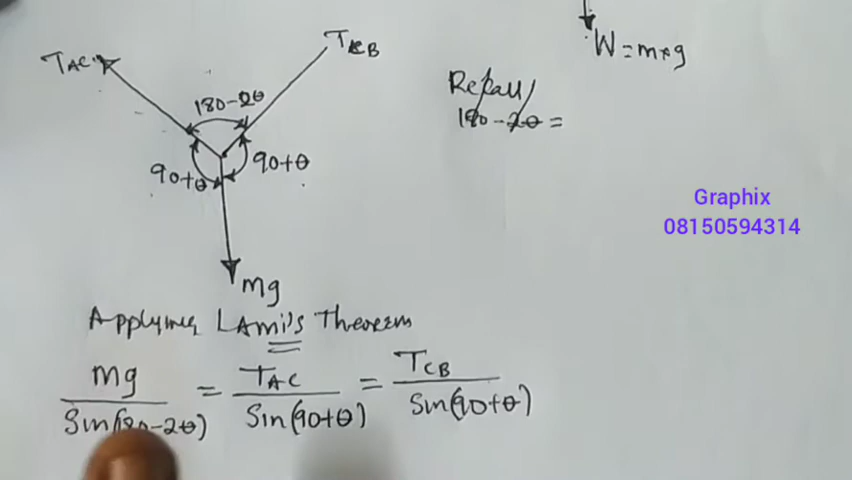 W = m×g
TAC
TCB
180-2θ
90+θ
90+θ
mg
Recall
180-2θ =
Graphix
08150594314
Applying LAmi's Theorem
mg/Sin(180-2θ) = TAC/Sin(90+θ) = TCB/Sin(90+θ)